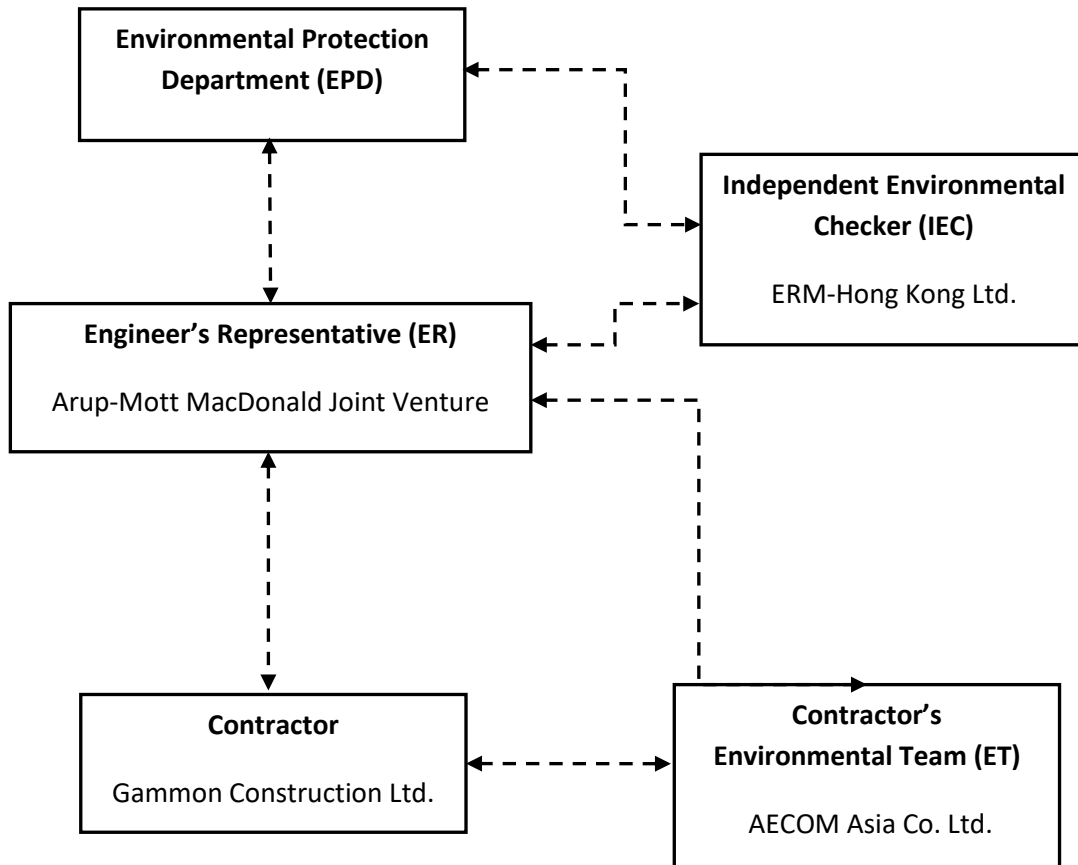 Environmental Protection
Department (EPD)
Independent Environmental
Checker (IEC)
ERM-Hong Kong Ltd.
Engineer’s Representative (ER)
Arup-Mott MacDonald Joint Venture
Contractor
Gammon Construction Ltd.
Contractor’s
Environmental Team (ET)
AECOM Asia Co. Ltd.